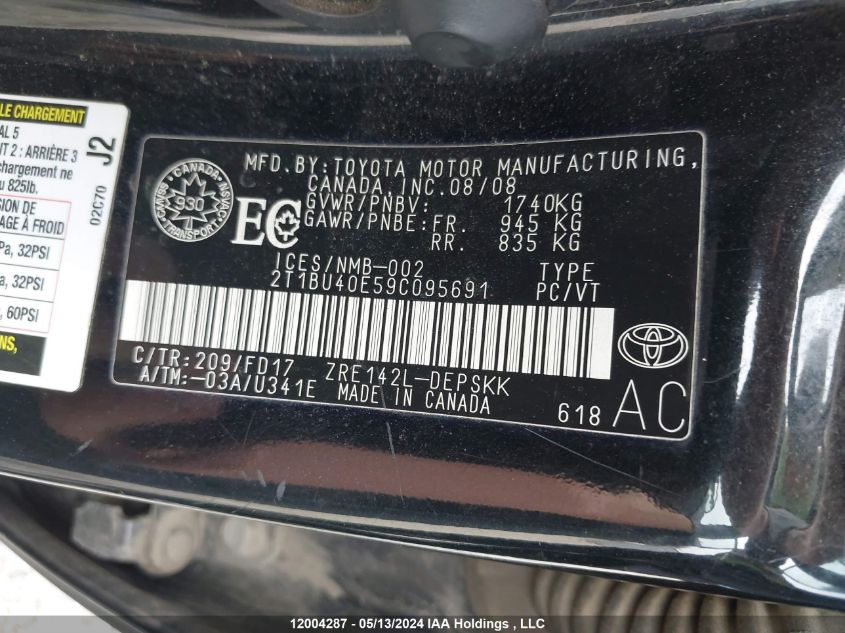 LE CHARGEMENT
AL 5
IT 2 : ARRIÈRE 3
chargement ne
u 825lb.
J2
02C70
SION DE
AGE À FROID
Pa, 32PSI
a, 32PSI
, 60PSI
NS,
CANADA
930
TRANSPORT
EC
MFD.BY:TOYOTA MOTOR MANUFACTURING,
CANADA,INC.08/08
GVWR/PNBV: 1740KG
GAWR/PNBE:FR. 945 KG
RR. 835 KG
ICES/NMB-002 TYPE
2T1BU40E59C095691 PC/VT
C/TR:209/FD17 ZRE142L-DEPSKK
A/TM:-03A/U341E MADE IN CANADA
618 AC
12004287 - 05/13/2024 IAA Holdings , LLC